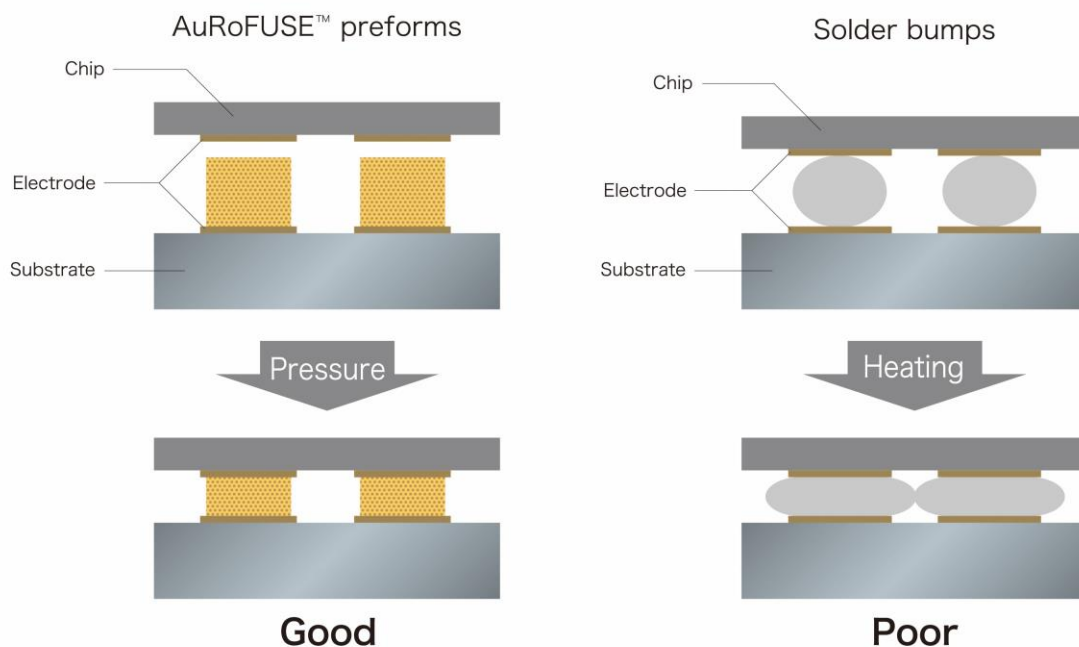 AuRoFUSE™ preforms
Chip
Electrode
Substrate
Pressure
Good
Solder bumps
Chip
Electrode
Substrate
Heating
Poor